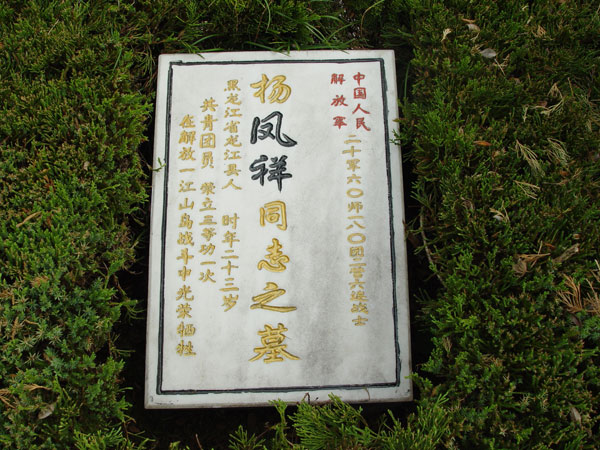 中国人民
解放军
二十军六〇师一八〇团二营六连战士
杨凤祥同志之墓
黑龙江省龙江县人 时年二十三岁
共青团员 荣立三等功一次
在解放一江山岛战斗中光荣牺牲